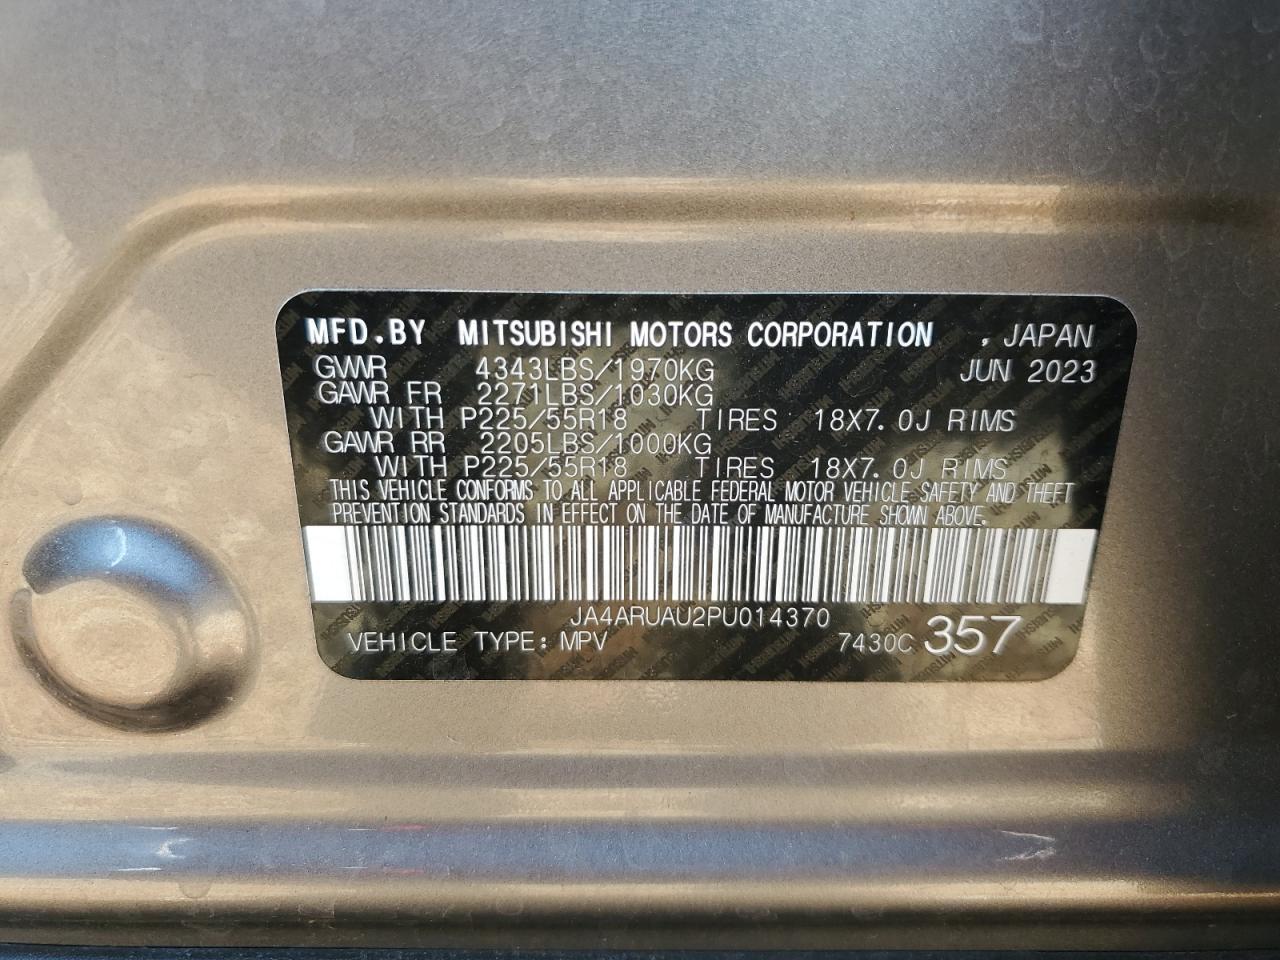 MFD.BY MITSUBISHI MOTORS CORPORATION , JAPAN
GVWR 4343LBS/1970KG JUN 2023
GAWR FR 2271LBS/1030KG
WITH P225/55R18 TIRES 18X7.0J RIMS
GAWR RR 2205LBS/1000KG
WITH P225/55R18 TIRES 18X7.0J RIMS
THIS VEHICLE CONFORMS TO ALL APPLICABLE FEDERAL MOTOR VEHICLE SAFETY AND THEFT
PREVENTION STANDARDS IN EFFECT ON THE DATE OF MANUFACTURE SHOWN ABOVE.
JA4ARUAU2PU014370
VEHICLE TYPE: MPV 7430C 357